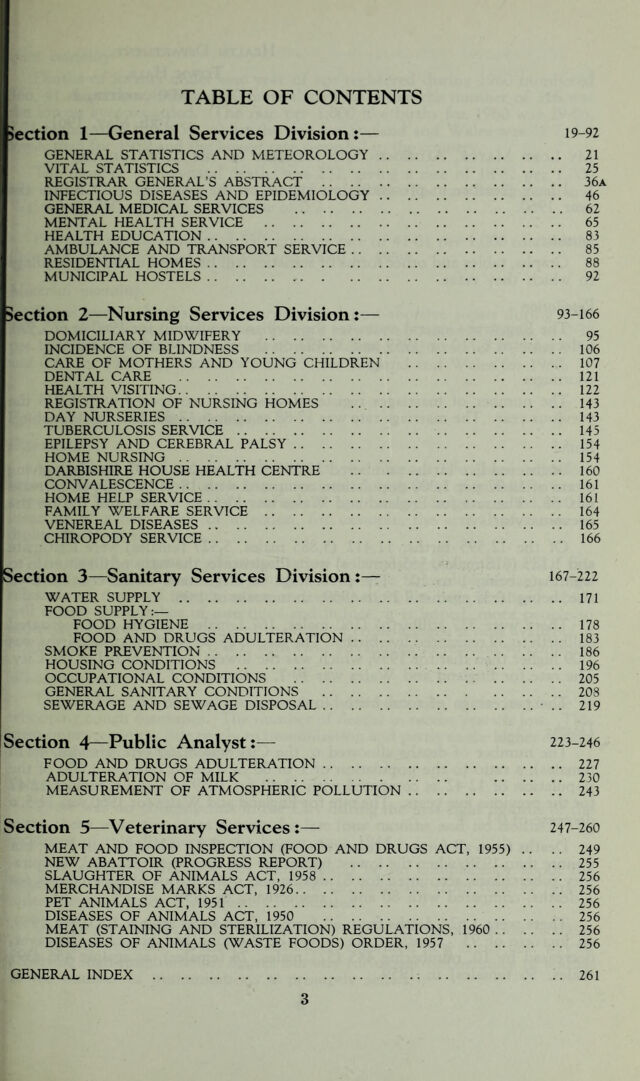 TABLE OF CONTENTS
Section 1—General Services Division:— 19-92
GENERAL STATISTICS AND METEOROLOGY .. .. .. .. .. .. .. 21
VITAL STATISTICS .. .. .. .. .. .. .. .. .. .. .. .. .. 25
REGISTRAR GENERAL'S ABSTRACT .. .. .. .. .. .. .. .. .. 36A
INFECTIOUS DISEASES AND EPIDEMIOLOGY .. .. .. .. .. .. .. 46
GENERAL MEDICAL SERVICES .. .. .. .. .. .. .. .. .. .. 62
MENTAL HEALTH SERVICE .. .. .. .. .. .. .. .. .. .. .. 65
HEALTH EDUCATION .. .. .. .. .. .. .. .. .. .. .. .. .. 83
AMBULANCE AND TRANSPORT SERVICE .. .. .. .. .. .. .. .. 85
RESIDENTIAL HOMES .. .. .. .. .. .. .. .. .. .. .. .. .. 88
MUNICIPAL HOSTELS .. .. .. .. . .. .. .. .. .. .. .. .. 92
Section 2—Nursing Services Division:— 93-166
DOMICILIARY MIDWIFERY .. .. .. .. .. .. .. .. .. .. .. 95
INCIDENCE OF BLINDNESS .. .. .. .. .. .. .. .. .. .. .. 106
CARE OF MOTHERS AND YOUNG CHILDREN .. .. .. .. .. .. 107
DENTAL CARE .. .. .. .. .. .. .. .. .. .. .. .. .. .. 121
HEALTH VISITING .. .. .. .. .. .. .. .. .. .. .. .. .. .. 122
REGISTRATION OF NURSING HOMES .. .. .. .. .. .. .. .. 143
DAY NURSERIES .. .. .. .. .. .. .. .. .. .. .. .. .. .. 143
TUBERCULOSIS SERVICE .. .. .. .. .. .. .. .. .. .. .. .. 145
EPILEPSY AND CEREBRAL PALSY .. .. .. .. .. .. .. .. .. .. 154
HOME NURSING .. .. .. .. .. .. .. .. .. .. .. .. .. .. 154
DARBISHIRE HOUSE HEALTH CENTRE .. .. .. .. .. .. .. .. 160
CONVALESCENCE .. .. .. .. .. .. .. .. .. .. .. .. .. .. 161
HOME HELP SERVICE .. .. .. .. .. .. .. .. .. .. .. .. .. 161
FAMILY WELFARE SERVICE .. .. .. .. .. .. .. .. .. .. .. 164
VENEREAL DISEASES .. .. .. .. .. .. .. .. .. .. .. .. .. 165
CHIROPODY SERVICE .. .. .. .. .. .. .. .. .. .. .. .. .. 166
Section 3—Sanitary Services Division:— 167-222
WATER SUPPLY .. .. .. .. .. .. .. .. .. .. .. .. .. .. 171
FOOD SUPPLY:—
FOOD HYGIENE .. .. .. .. .. .. .. .. .. .. .. .. .. 178
FOOD AND DRUGS ADULTERATION .. .. .. .. .. .. .. .. 183
SMOKE PREVENTION .. .. .. .. .. .. .. .. .. .. .. .. .. 186
HOUSING CONDITIONS .. .. .. .. .. .. .. .. .. .. .. .. 196
OCCUPATIONAL CONDITIONS .. .. .. .. .. .. .. .. .. .. 205
GENERAL SANITARY CONDITIONS .. .. .. .. . .. .. .. .. 208
SEWERAGE AND SEWAGE DISPOSAL .. .. .. .. .. .. .. .. .. 219
Section 4—Public Analyst:— 223-246
FOOD AND DRUGS ADULTERATION .. .. .. .. .. .. .. .. .. 227
ADULTERATION OF MILK .. .. .. .. . .. .. .. .. .. .. 230
MEASUREMENT OF ATMOSPHERIC POLLUTION .. .. .. .. .. .. 243
Section 5—Veterinary Services:— 247-260
MEAT AND FOOD INSPECTION (FOOD AND DRUGS ACT, 1955) .. .. 249
NEW ABATTOIR (PROGRESS REPORT) .. .. .. .. .. .. .. .. 255
SLAUGHTER OF ANIMALS ACT, 1958 .. .. .. .. .. .. .. .. .. 256
MERCHANDISE MARKS ACT, 1926 .. .. .. .. .. .. .. .. .. .. 256
PET ANIMALS ACT, 1951 .. .. .. .. .. .. .. .. .. .. .. .. 256
DISEASES OF ANIMALS ACT, 1950 .. .. .. .. .. .. .. .. .. 256
MEAT (STAINING AND STERILIZATION) REGULATIONS, 1960 .. .. .. 256
DISEASES OF ANIMALS (WASTE FOODS) ORDER, 1957 .. .. .. .. 256
GENERAL INDEX .. .. .. .. .. .. .. .. .. .. .. .. .. .. .. 261
3